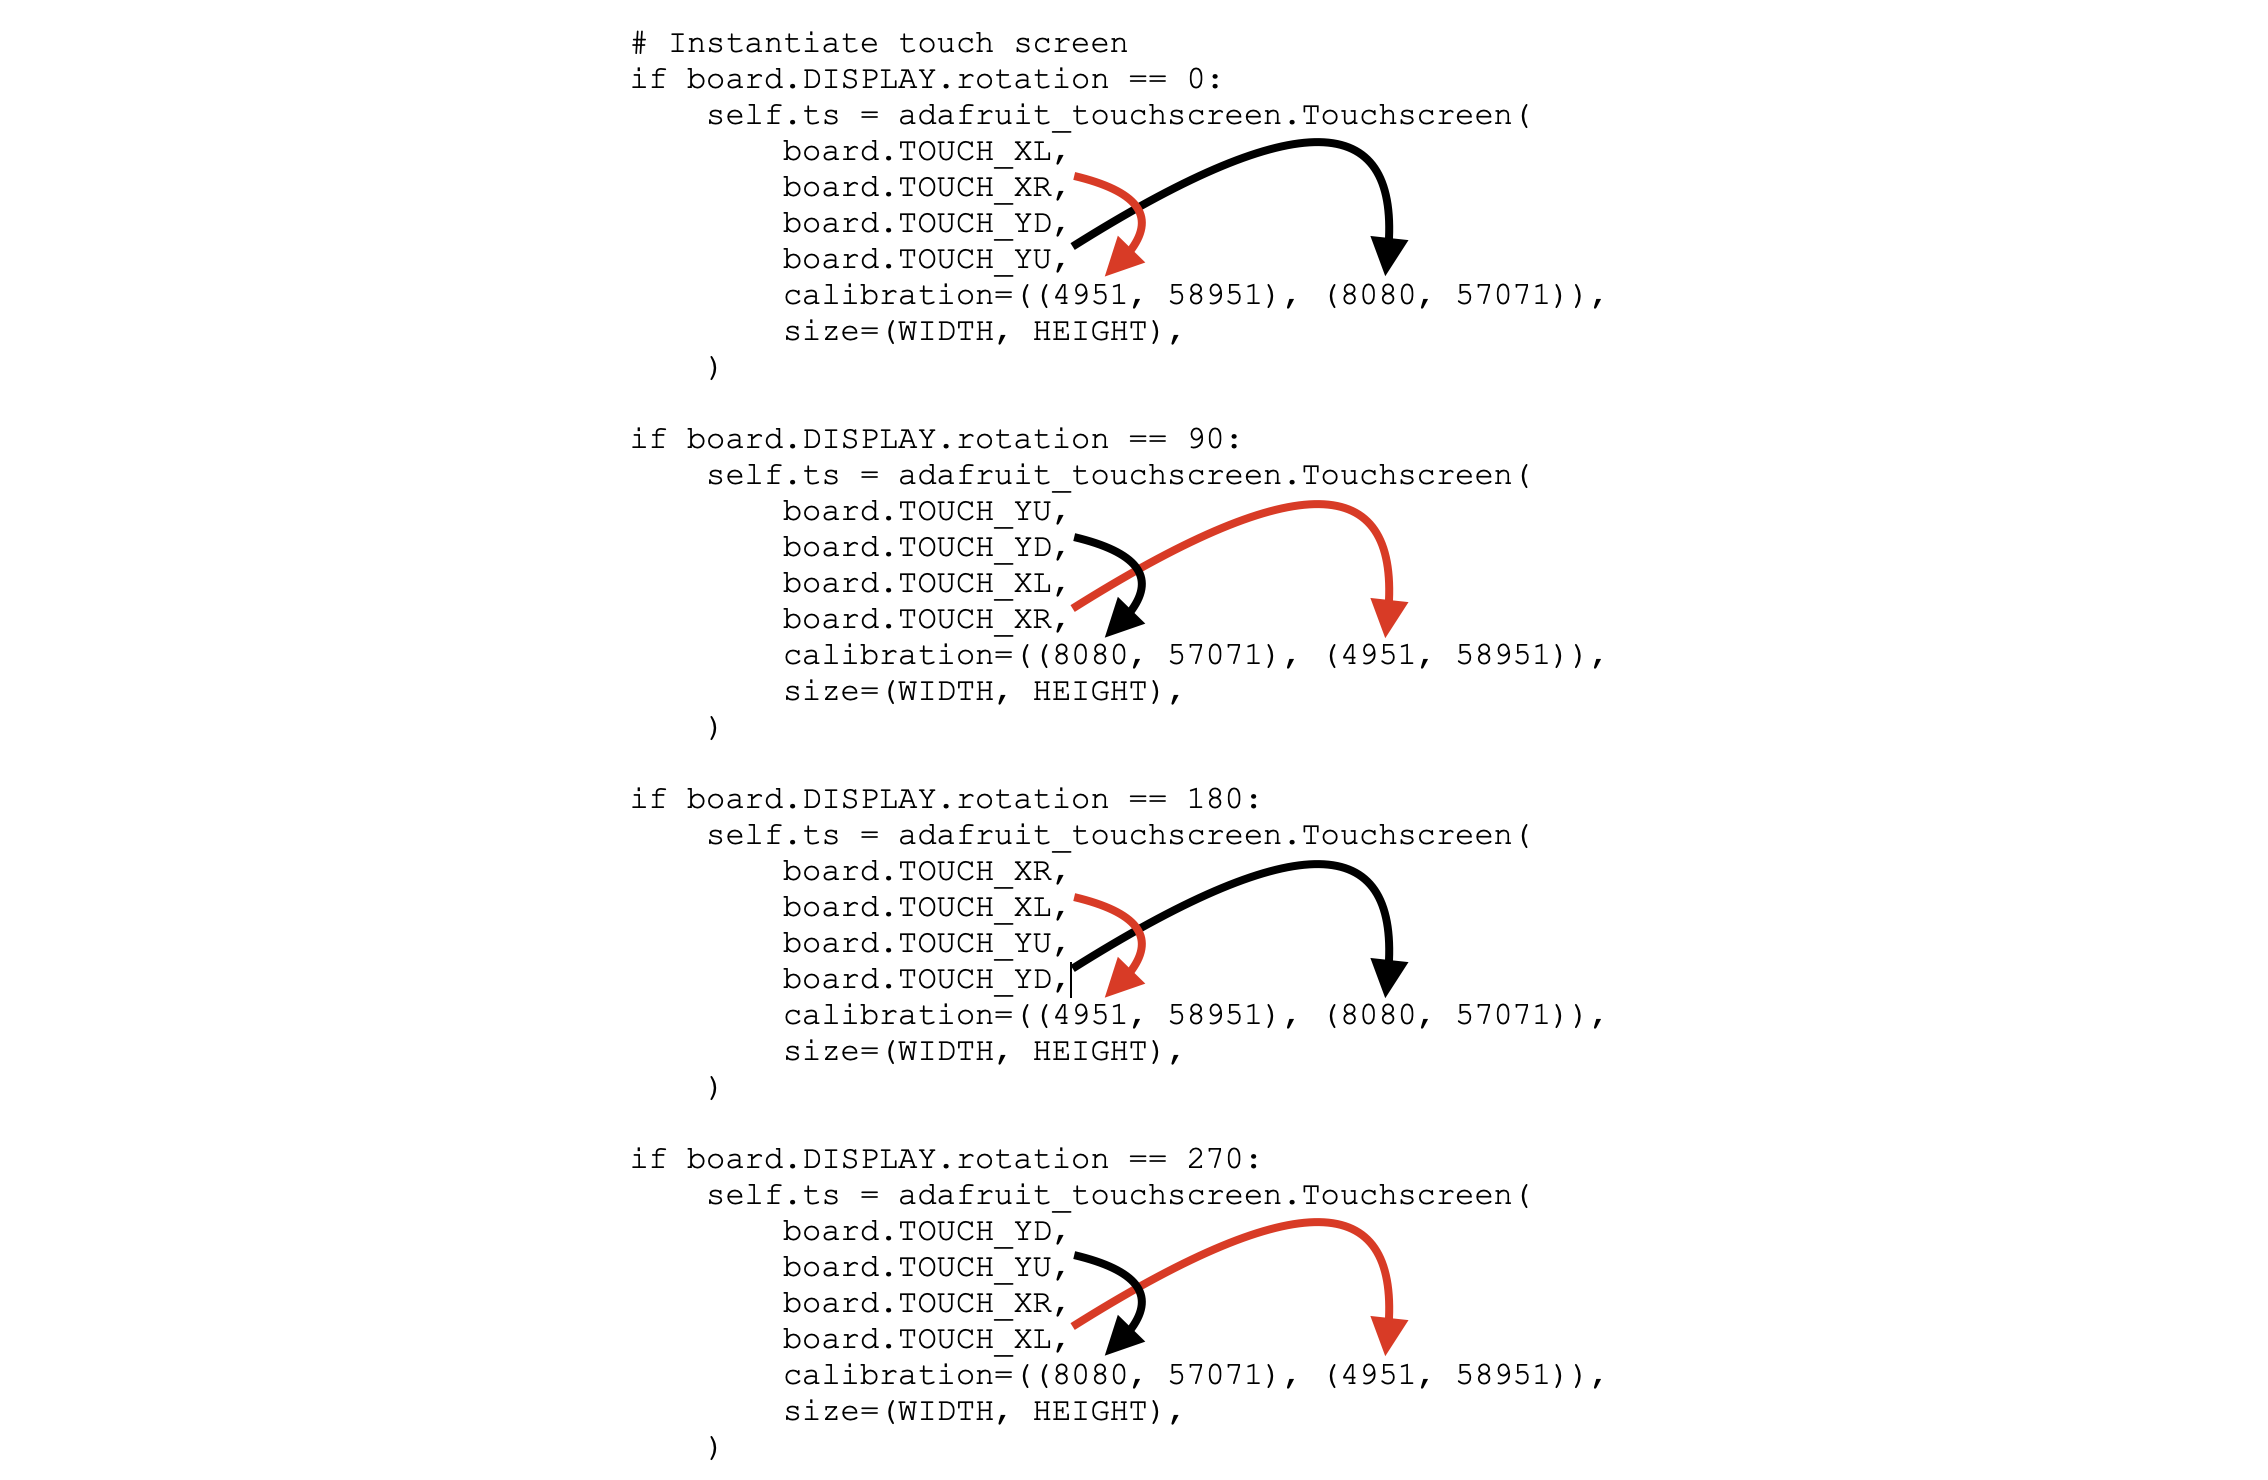 # Instantiate touch screen
if board.DISPLAY.rotation == 0:
    self.ts = adafruit_touchscreen.Touchscreen(
        board.TOUCH_XL,
        board.TOUCH_XR,
        board.TOUCH_YD,
        board.TOUCH_YU,
        calibration=((4951, 58951), (8080, 57071)),
        size=(WIDTH, HEIGHT),
    )

if board.DISPLAY.rotation == 90:
    self.ts = adafruit_touchscreen.Touchscreen(
        board.TOUCH_YU,
        board.TOUCH_YD,
        board.TOUCH_XL,
        board.TOUCH_XR,
        calibration=((8080, 57071), (4951, 58951)),
        size=(WIDTH, HEIGHT),
    )

if board.DISPLAY.rotation == 180:
    self.ts = adafruit_touchscreen.Touchscreen(
        board.TOUCH_XR,
        board.TOUCH_XL,
        board.TOUCH_YU,
        board.TOUCH_YD,
        calibration=((4951, 58951), (8080, 57071)),
        size=(WIDTH, HEIGHT),
    )

if board.DISPLAY.rotation == 270:
    self.ts = adafruit_touchscreen.Touchscreen(
        board.TOUCH_YD,
        board.TOUCH_YU,
        board.TOUCH_XR,
        board.TOUCH_XL,
        calibration=((8080, 57071), (4951, 58951)),
        size=(WIDTH, HEIGHT),
    )